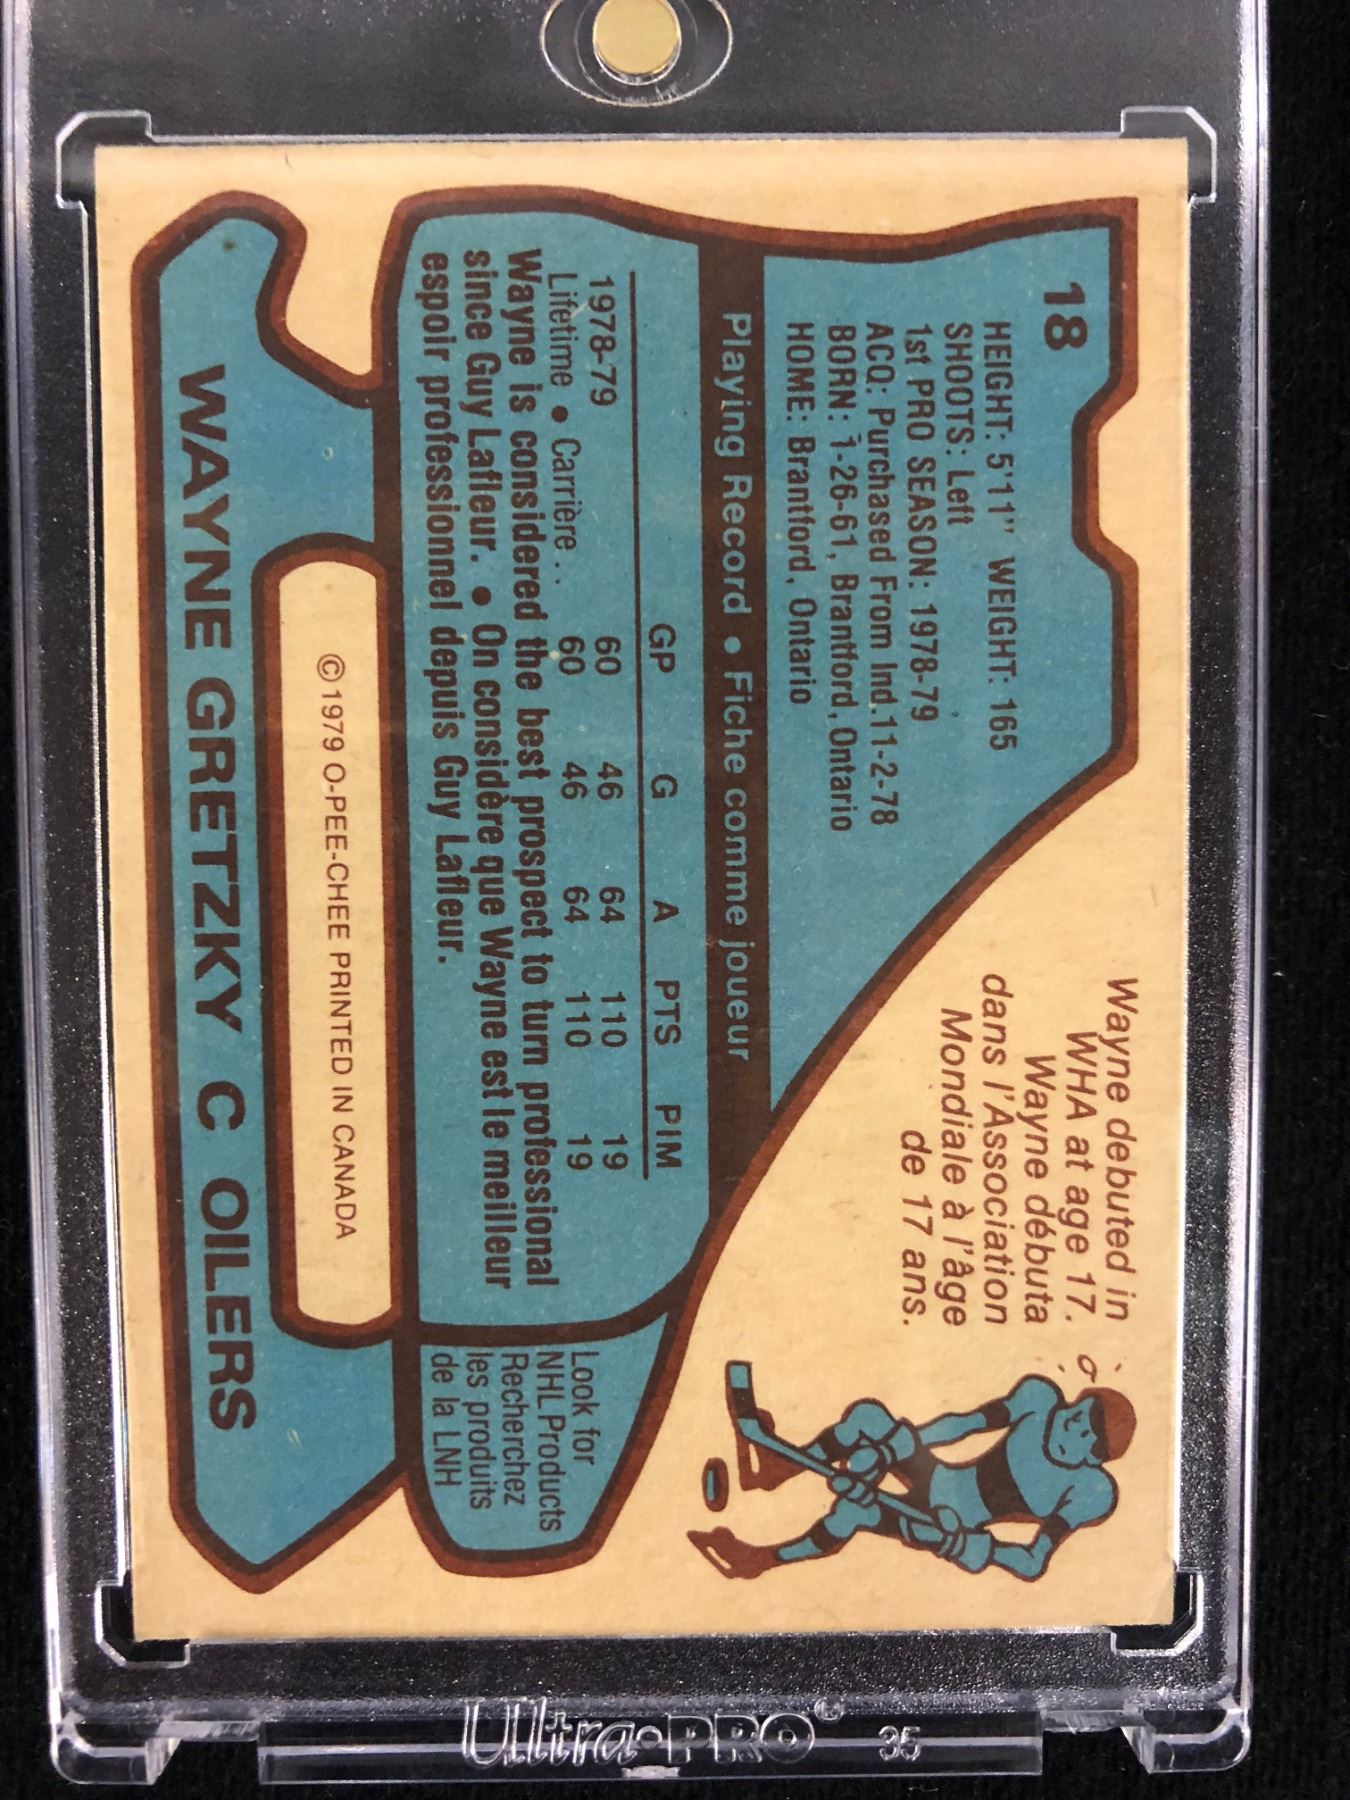 18
HEIGHT: 5'11" WEIGHT: 165
SHOOTS: Left
1st PRO SEASON: 1978-79
ACQ: Purchased From Ind.11-2-78
BORN: 1-26-61, Brantford, Ontario
HOME: Brantford, Ontario
Wayne debuted in
WHA at age 17.
Wayne débuta
dans l'Association
Mondiale à l'âge
de 17 ans.
Playing Record • Fiche comme joueur
GP G A PTS PIM
1978-79 60 46 64 110 19
Lifetime • Carrière.. 60 46 64 110 19
Wayne is considered the best prospect to turn professional
since Guy Lafleur. • On considère que Wayne est le meilleur
espoir professionnel depuis Guy Lafleur.
Look for
NHL Products
Recherchez
les produits
de la LNH
©1979 O-PEE-CHEE PRINTED IN CANADA
WAYNE GRETZKY C OILERS
Ultra•PRO® 35